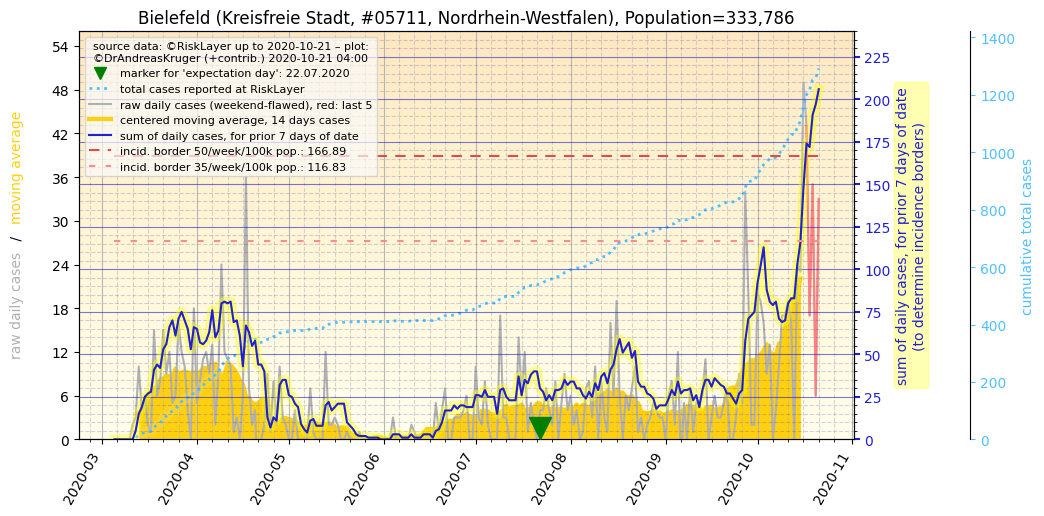 Bielefeld (Kreisfreie Stadt, #05711, Nordrhein-Westfalen), Population=333,786
source data: ©RiskLayer up to 2020-10-21 – plot:
©DrAndreasKruger (+contrib.) 2020-10-21 04:00
marker for 'expectation day': 22.07.2020
total cases reported at RiskLayer
raw daily cases (weekend-flawed), red: last 5
centered moving average, 14 days cases
sum of daily cases, for prior 7 days of date
incid. border 50/week/100k pop.: 166.89
incid. border 35/week/100k pop.: 116.83
raw daily cases / moving average
54
48
42
36
30
24
18
12
6
0
2020-03
2020-04
2020-05
2020-06
2020-07
2020-08
2020-09
2020-10
2020-11
225
200
175
150
125
100
75
50
25
0
sum of daily cases, for prior 7 days of date
(to determine incidence borders)
1400
1200
1000
800
600
400
200
0
cumulative total cases